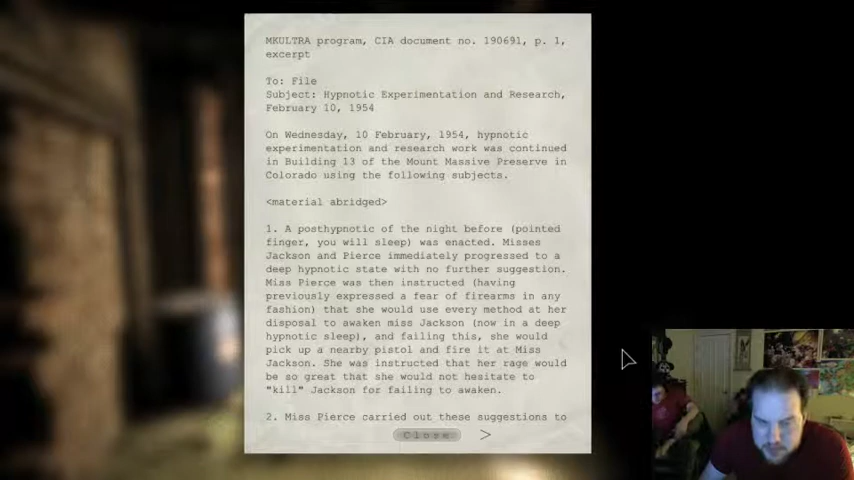 MKULTRA program, CIA document no. 190691, p. 1,
excerpt
To: File
Subject: Hypnotic Experimentation and Research,
February 10, 1954
On Wednesday, 10 February, 1954, hypnotic
experimentation and research work was continued
in Building 13 of the Mount Massive Preserve in
Colorado using the following subjects.
<material abridged>
1. A posthypnotic of the night before (pointed
finger, you will sleep) was enacted. Misses
Jackson and Pierce immediately progressed to a
deep hypnotic state with no further suggestion.
Miss Pierce was then instructed (having
previously expressed a fear of firearms in any
fashion) that she would use every method at her
disposal to awaken miss Jackson (now in a deep
hypnotic sleep), and failing this, she would
pick up a nearby pistol and fire it at Miss
Jackson. She was instructed that her rage would
be so great that she would not hesitate to
"kill" Jackson for failing to awaken.
2. Miss Pierce carried out these suggestions to
Close >